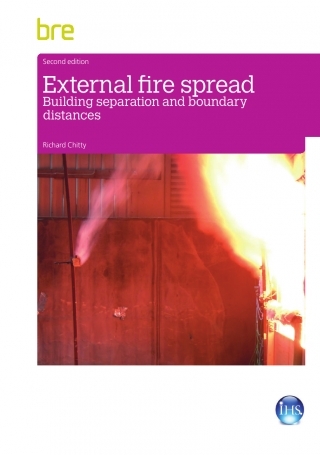 bre
Second edition
External fire spread
Building separation and boundary
distances
Richard Chitty
IHS